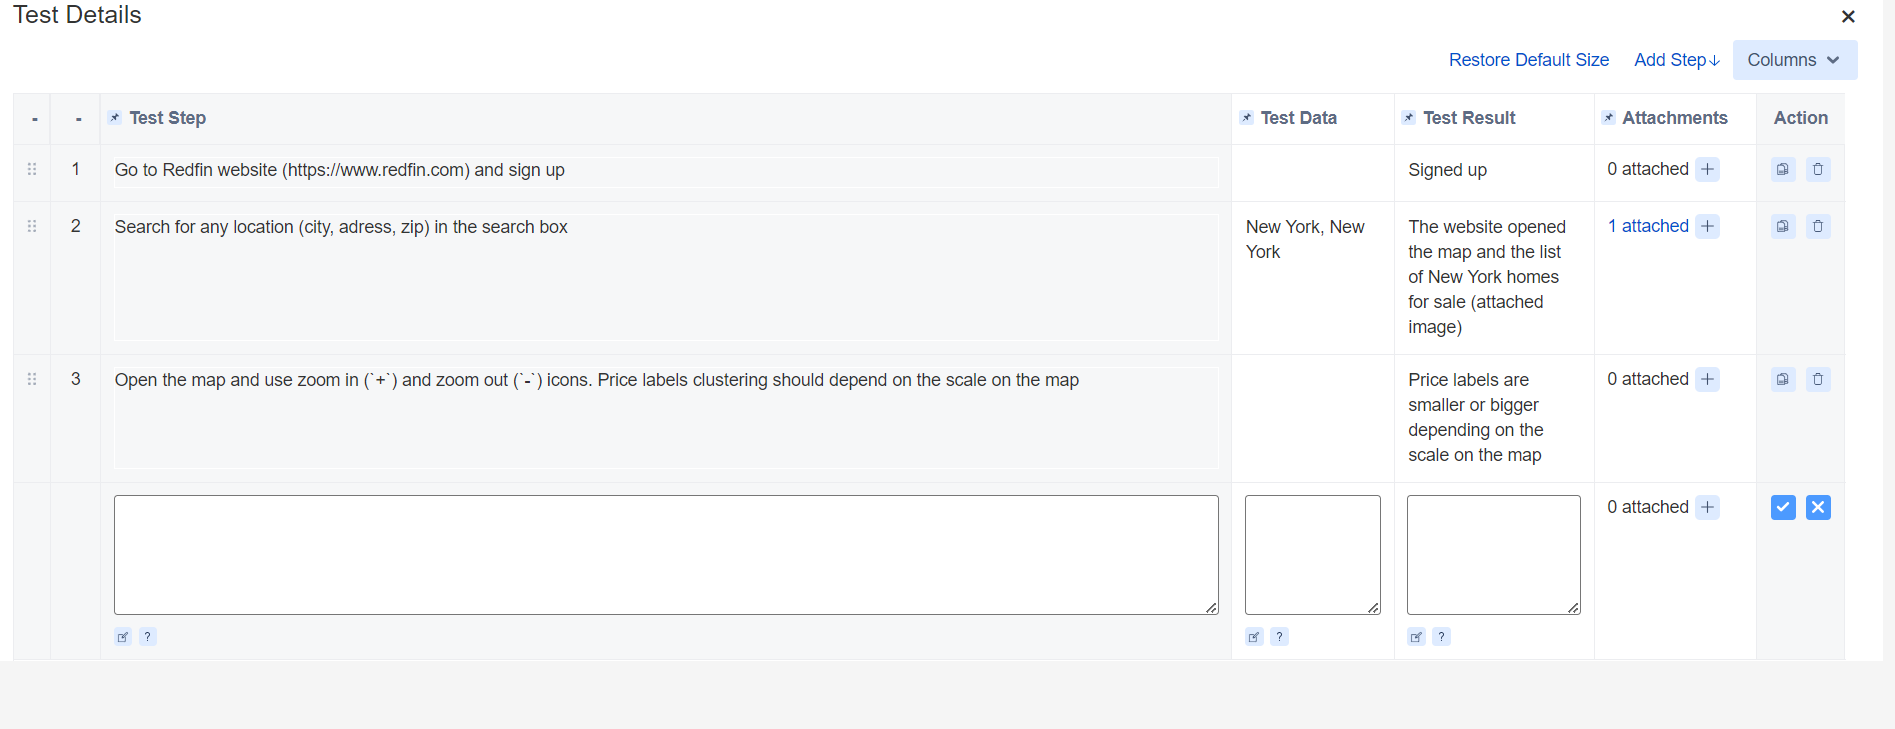 Test Details
×
Restore Default Size Add Step↓ Columns
- - Test Step Test Data Test Result Attachments Action
1 Go to Redfin website (https://www.redfin.com) and sign up Signed up 0 attached +
2 Search for any location (city, adress, zip) in the search box New York, New The website opened 1 attached +
York the map and the list
of New York homes
for sale (attached
image)
3 Open the map and use zoom in (`+`) and zoom out (`-`) icons. Price labels clustering should depend on the scale on the map Price labels are 0 attached +
smaller or bigger
depending on the
scale on the map
0 attached +
? ? ?